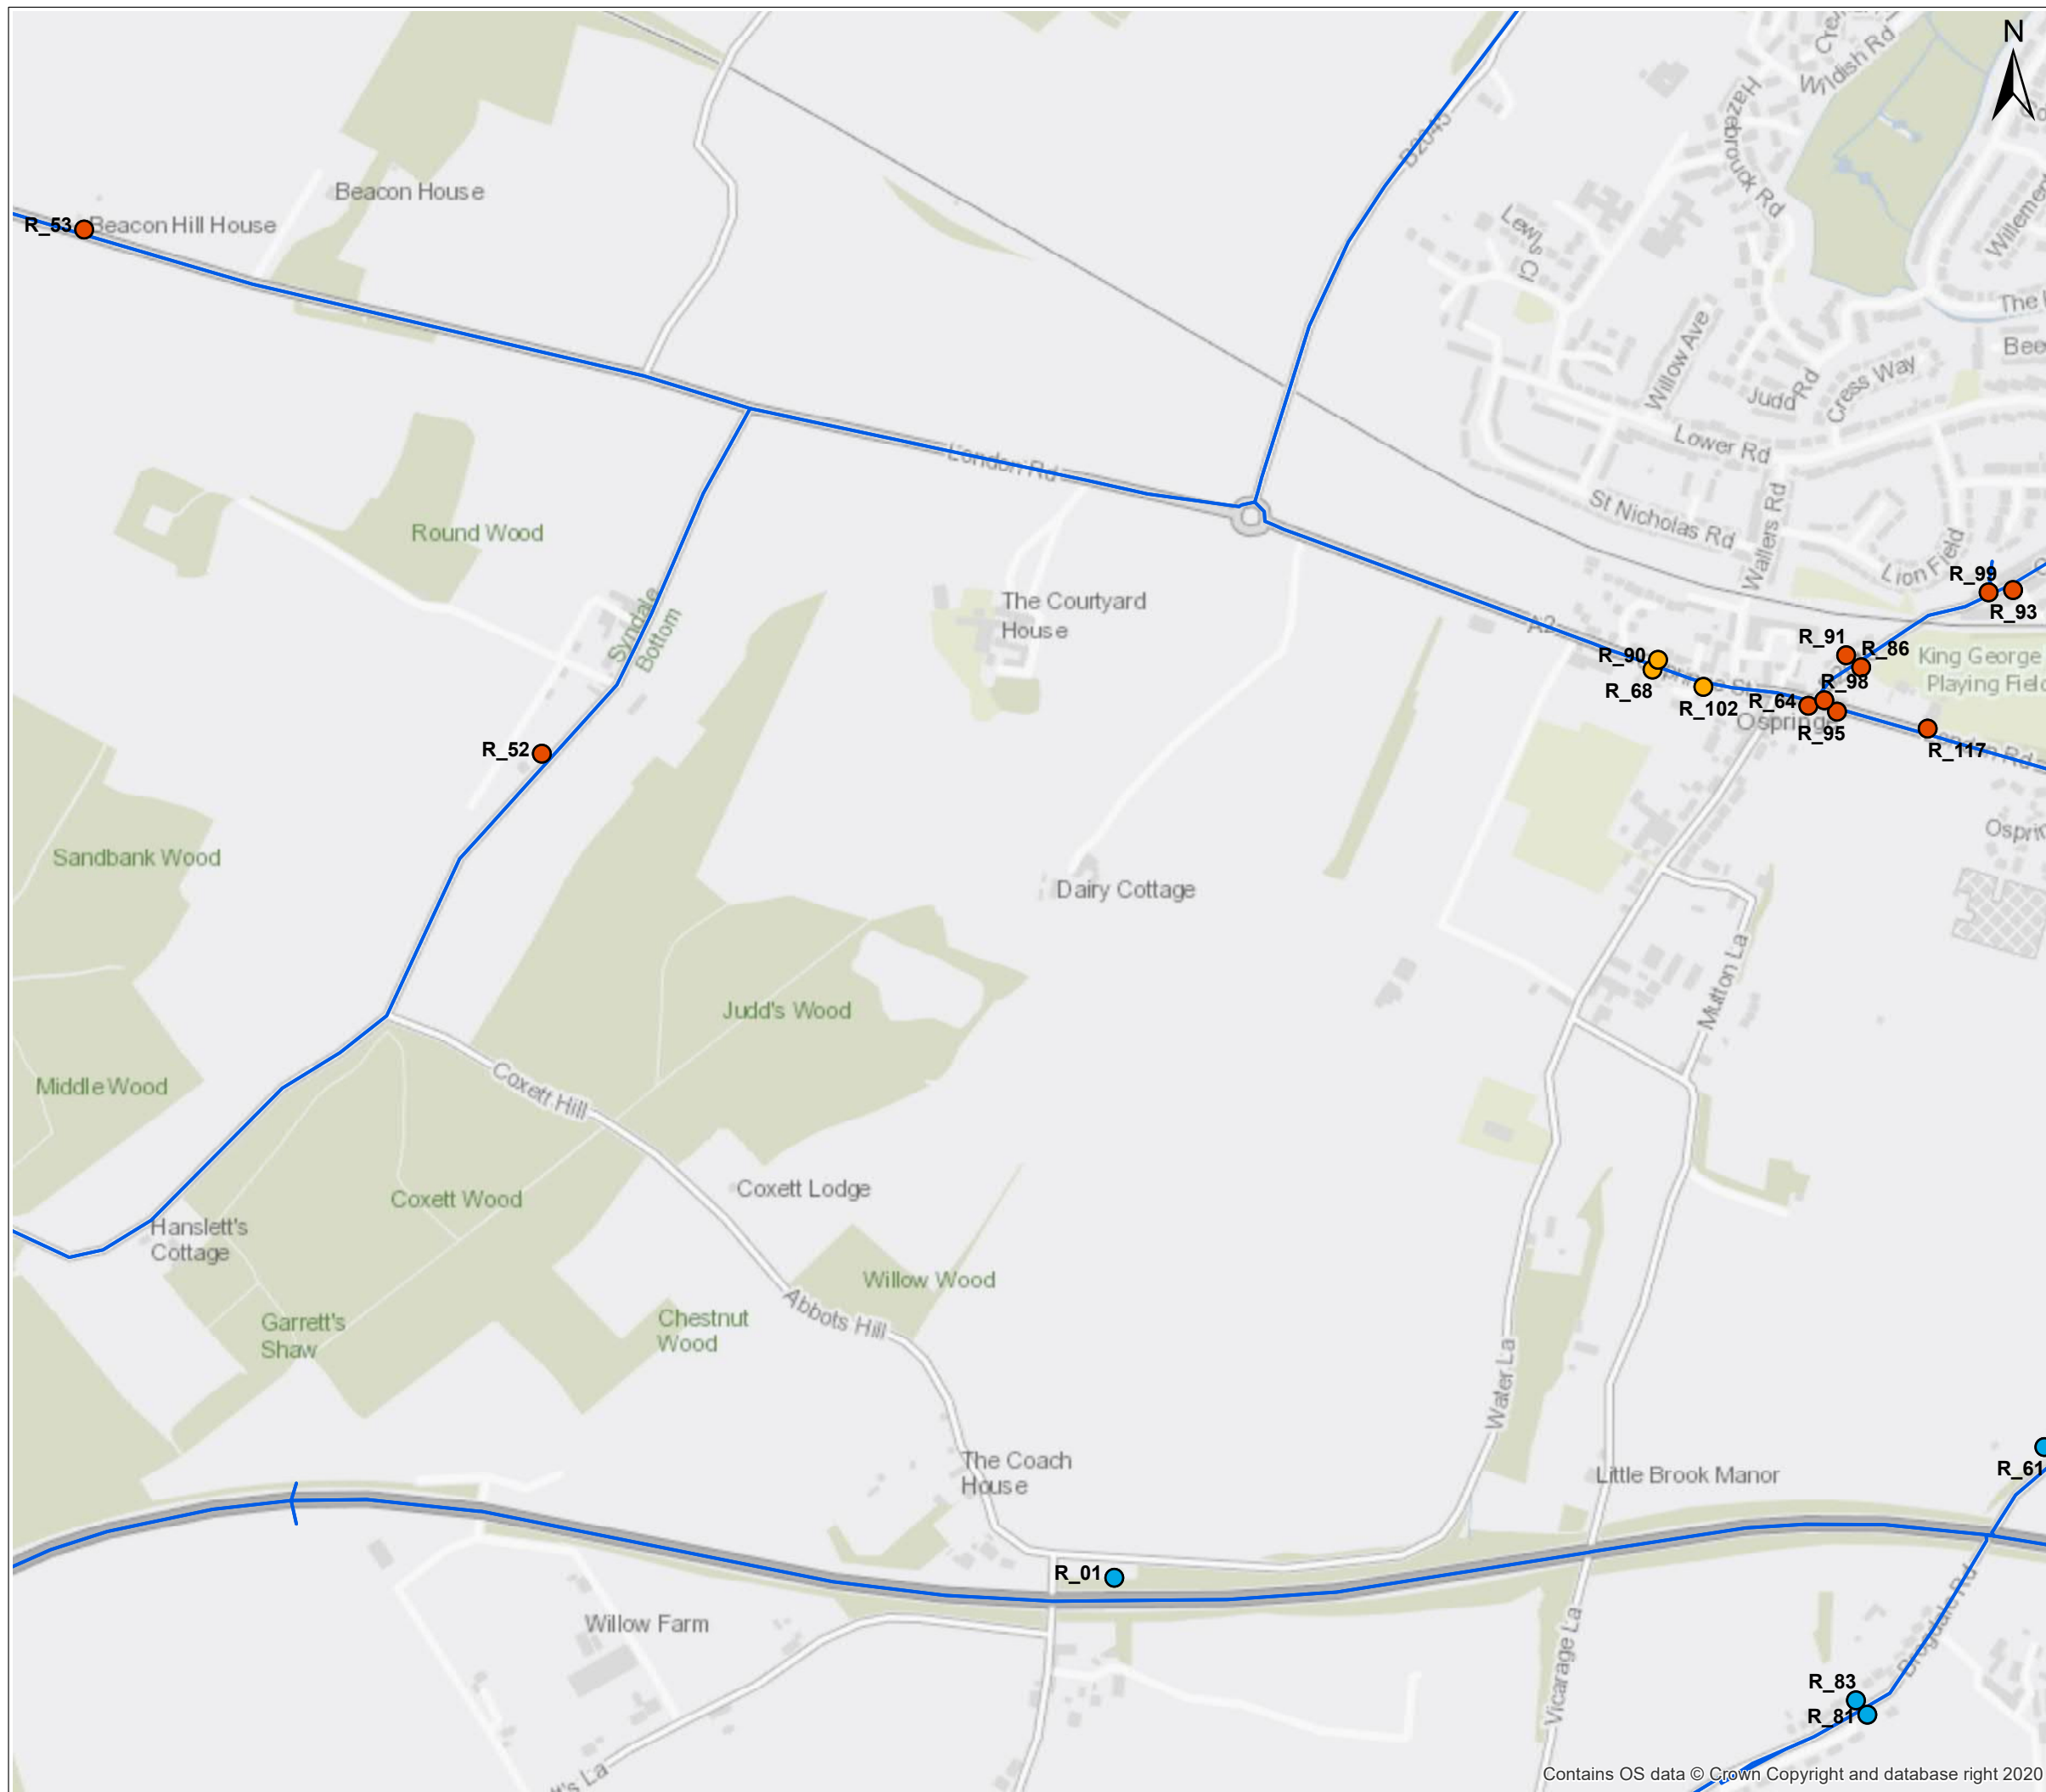 N
Wildish Rd
Hazebrouck Rd
B2045
Beacon House
R_53
Beacon Hill House
Lewis Cl
Willow Ave
Judd Rd
Cress Way
Lower Rd
London Rd
St Nicholas Rd
Wallers Rd
Lion Field
Round Wood
R_99
R_93
The Courtyard
House
Syndale
Bottom
A2
R_90
R_68
R_102
R_91
R_86
R_98
R_64
R_95
Ospringe
R_117
King George
Playing Field
R_52
Sandbank Wood
Dairy Cottage
Mutton La
Judd's Wood
Middle Wood
Coxett Hill
Coxett Wood
Coxett Lodge
Hanslett's
Cottage
Willow Wood
Abbots Hill
Garrett's
Shaw
Chestnut
Wood
Water La
The Coach
House
Little Brook Manor
R_61
R_01
Willow Farm
Brogdale Rd
Vicarage La
R_83
R_81
Contains OS data © Crown Copyright and database right 2020